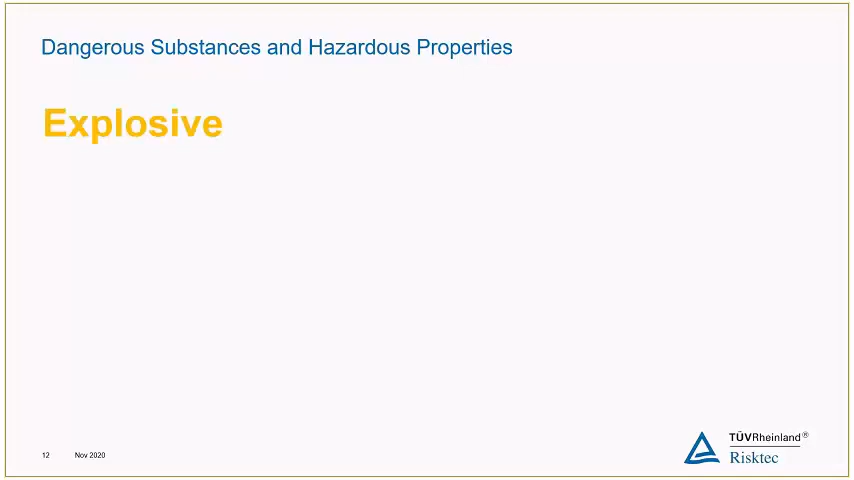 Dangerous Substances and Hazardous Properties
Explosive
12 Nov 2020
TÜVRheinland®
Risktec